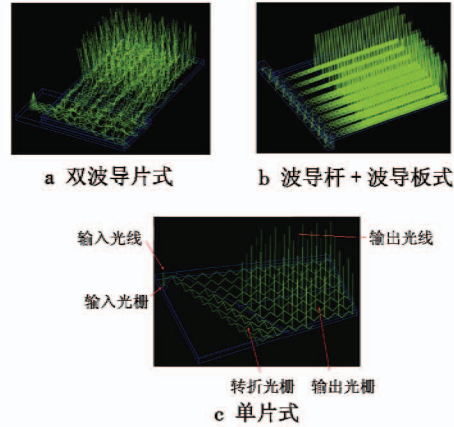 a 双波导片式
b 波导杆+波导板式
输入光线
输出光线
输入光栅
转折光栅
输出光栅
c 单片式